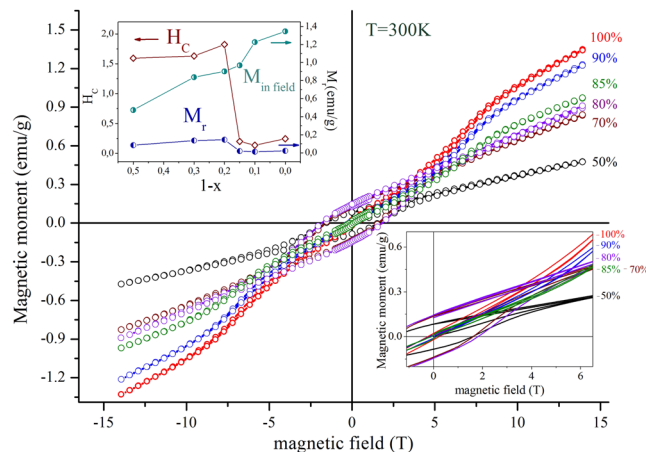 T=300K
H_C
M_in field
M_r
H_C
2,0
1,5
1,0
0,5
0,0
1,4
1,2
1,0
0,8
0,6
0,4
0,2
0,0
M (emu/g)
0,5 0,4 0,3 0,2 0,1 0,0
1-x
100%
90%
85%
80%
70%
50%
Magnetic moment (emu/g)
1.2
0.9
0.6
0.3
0.0
-0.3
-0.6
-0.9
-1.2
-15 -10 -5 0 5 10 15
magnetic field (T)
Magnetic moment (emu/g)
0.6
0.3
0.0
0 2 4 6
magnetic field (T)
100%
90%
80%
85% - 70%
50%